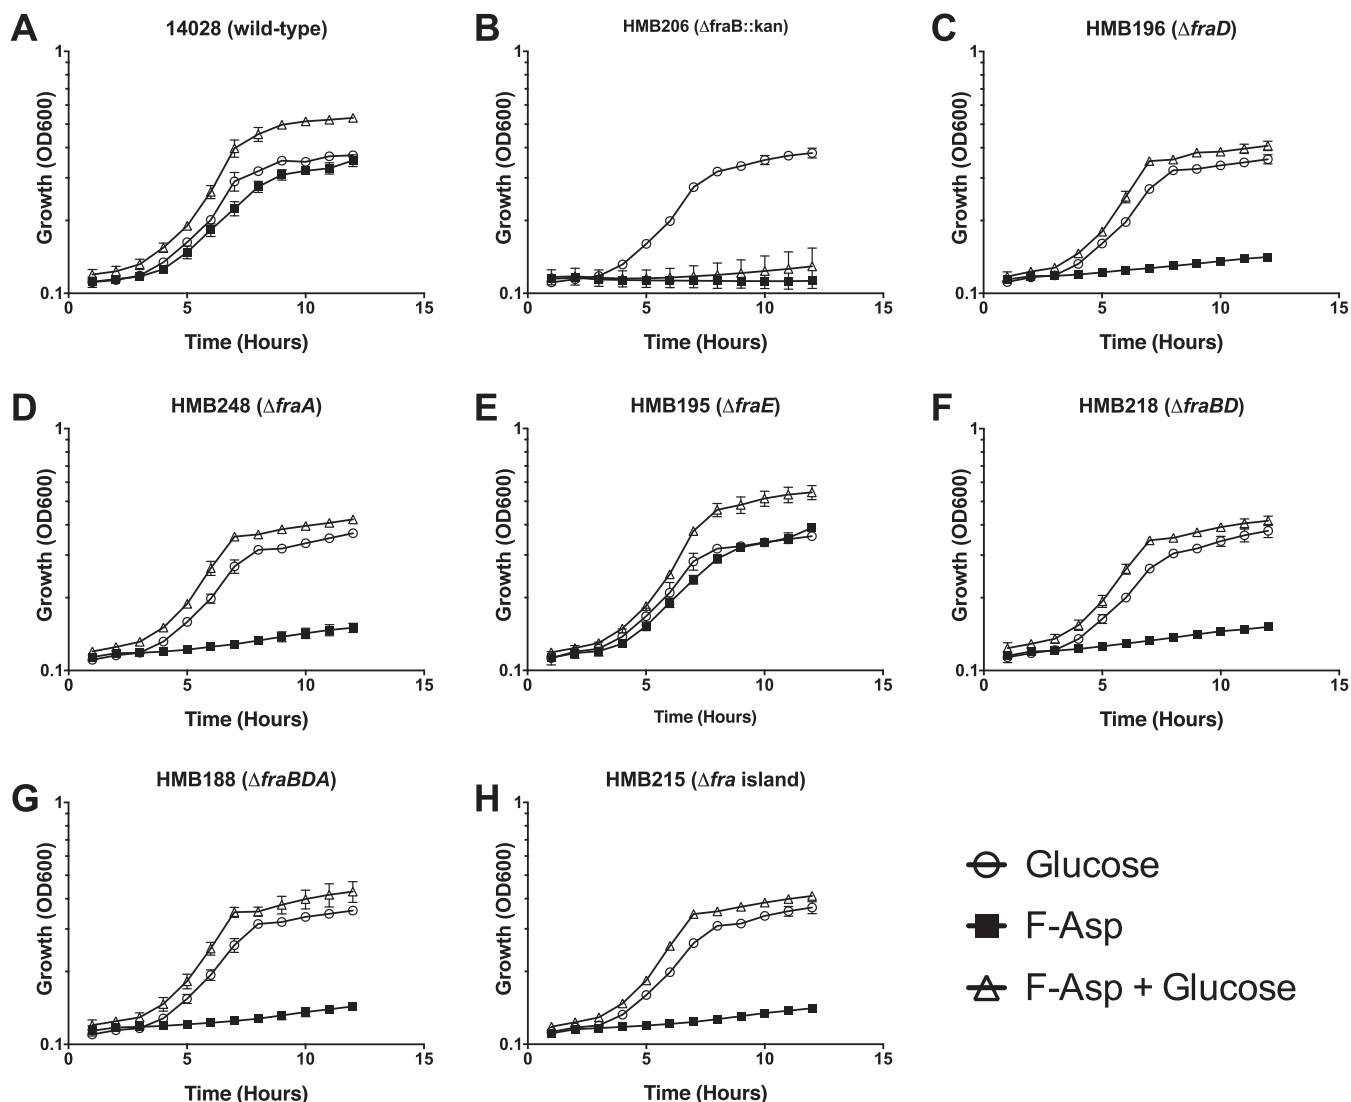 A
14028 (wild-type)
1
Growth (OD600)
0.1
0 5 10 15
Time (Hours)
B
HMB206 (ΔfraB::kan)
1
Growth (OD600)
0.1
0 5 10 15
Time (Hours)
C
HMB196 (ΔfraD)
1
Growth (OD600)
0.1
0 5 10 15
Time (Hours)
D
HMB248 (ΔfraA)
1
Growth (OD600)
0.1
0 5 10 15
Time (Hours)
E
HMB195 (ΔfraE)
1
Growth (OD600)
0.1
0 5 10 15
Time (Hours)
F
HMB218 (ΔfraBD)
1
Growth (OD600)
0.1
0 5 10 15
Time (Hours)
G
HMB188 (ΔfraBDA)
1
Growth (OD600)
0.1
0 5 10 15
Time (Hours)
H
HMB215 (Δfra island)
1
Growth (OD600)
0.1
0 5 10 15
Time (Hours)
Glucose
F-Asp
F-Asp + Glucose